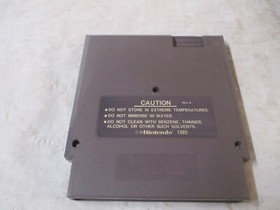 CAUTION
•DO NOT STORE IN EXTREME TEMPERATURES.
•DO NOT IMMERSE IN WATER.
•DO NOT CLEAN WITH BENZENE, THINNER,
ALCOHOL OR OTHER SUCH SOLVENTS.
©Nintendo 1985